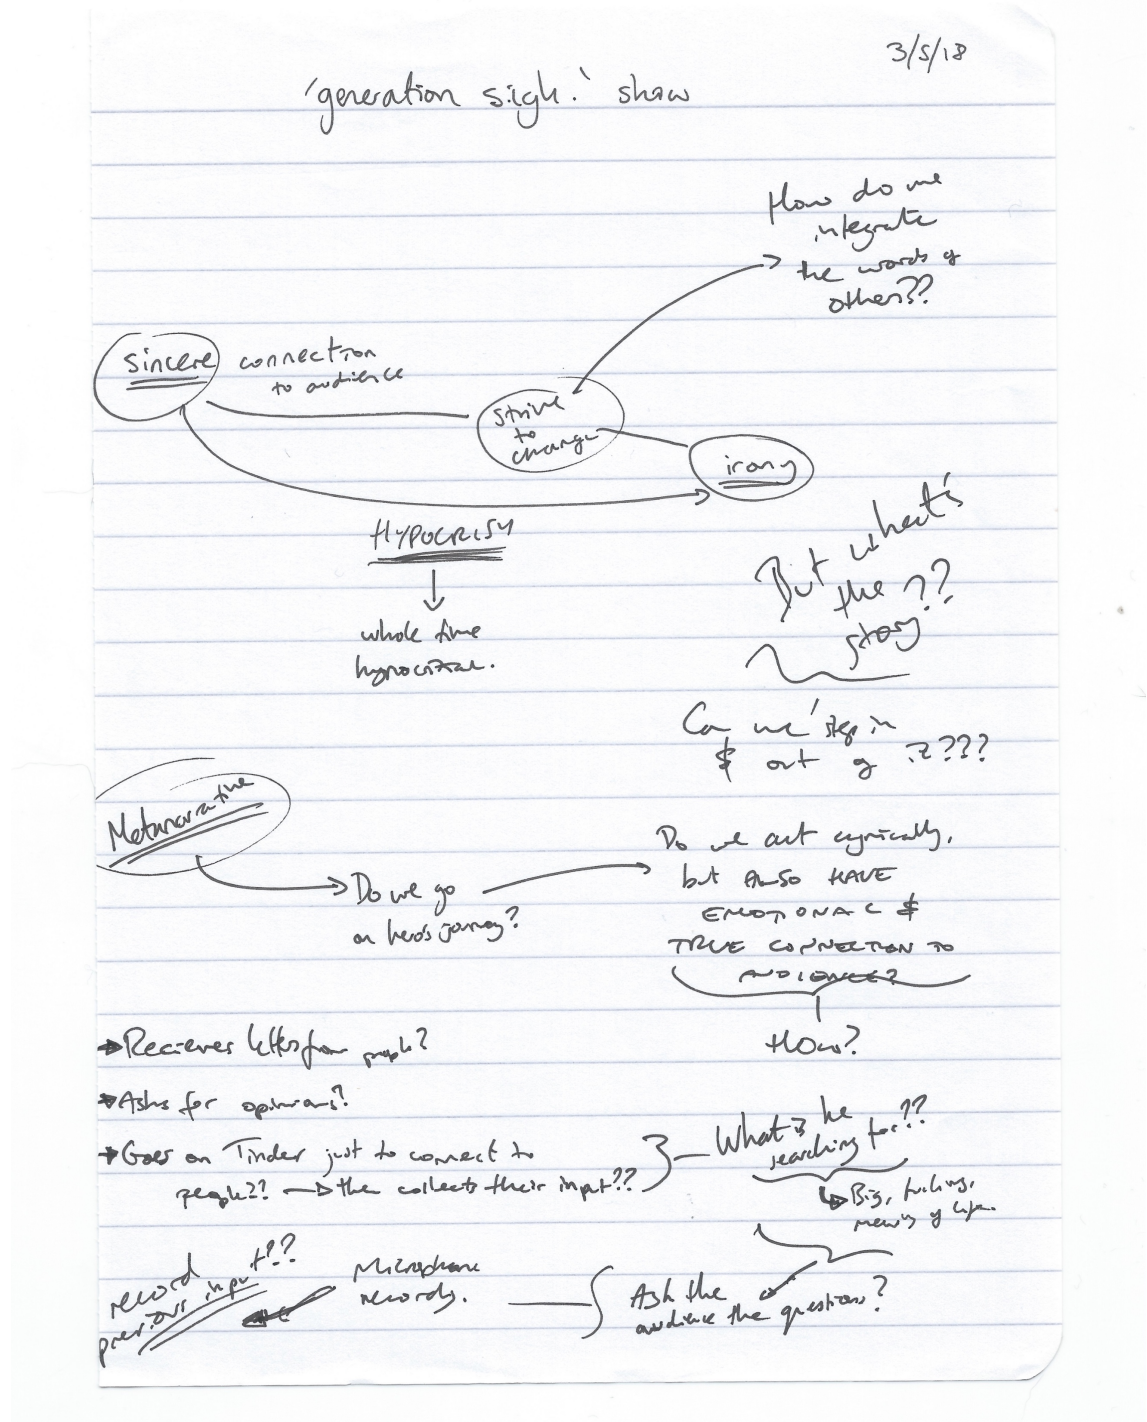 3/5/18
'generation sigh.' show
How do we
integrate
the words of
others??
sincere
connection
to audience
strive
to
change
irony
HYPOCRISY
whole time
hypocritical.
But what's
the ??
story
Can we step in
& out of it???
Metanarrative
Do we go
on hero's journey?
Do we act cynically,
but ALSO HAVE
EMOTIONAL &
TRUE CONNECTION TO
AUDIENCE?
How?
→Recieves letters from people?
→Asks for opinions?
→Goes on Tinder just to connect to
people?? → the collects their input??
What is he
searching for??
→Big, fucking,
meaning of life.
Ask the
audience the questions?
Microphone
records.
record
previous input??